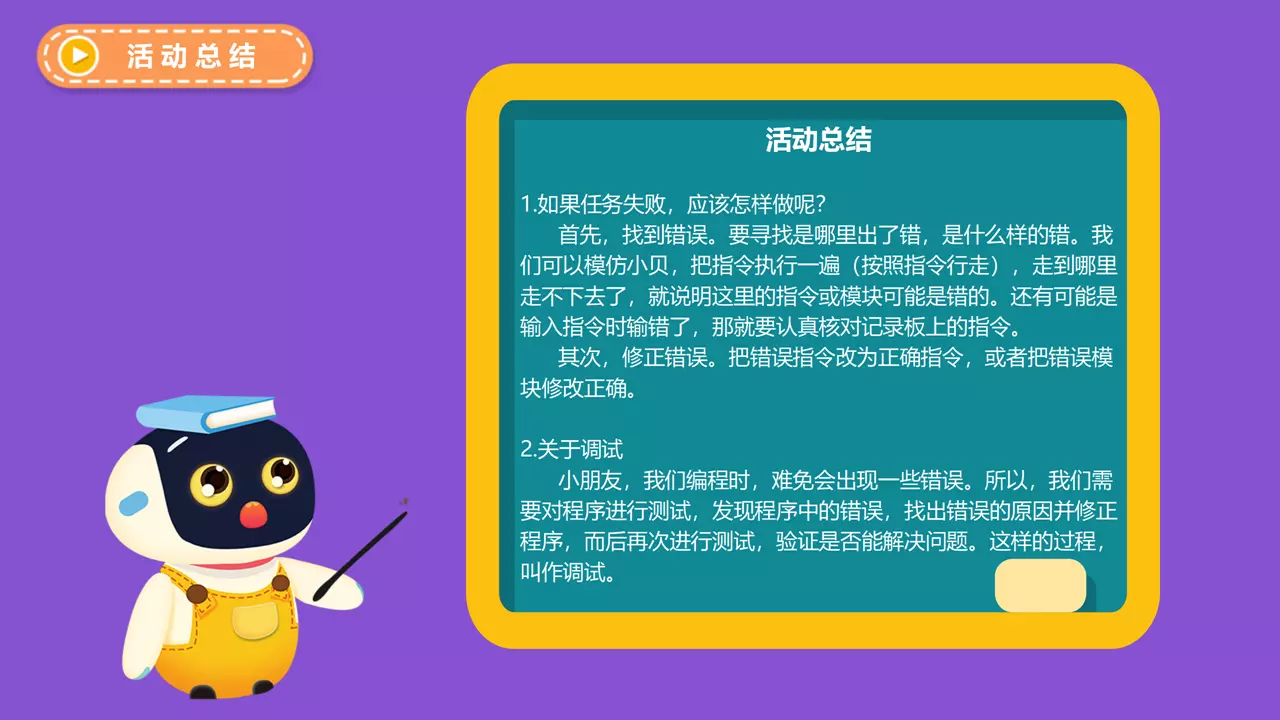 活动总结
活动总结
1.如果任务失败，应该怎样做呢？
首先，找到错误。要寻找是哪里出了错，是什么样的错。我
们可以模仿小贝，把指令执行一遍（按照指令行走），走到哪里
走不下去了，就说明这里的指令或模块可能是错的。还有可能是
输入指令时输错了，那就要认真核对记录板上的指令。
其次，修正错误。把错误指令改为正确指令，或者把错误模
块修改正确。
2.关于调试
小朋友，我们编程时，难免会出现一些错误。所以，我们需
要对程序进行测试，发现程序中的错误，找出错误的原因并修正
程序，而后再次进行测试，验证是否能解决问题。这样的过程，
叫作调试。